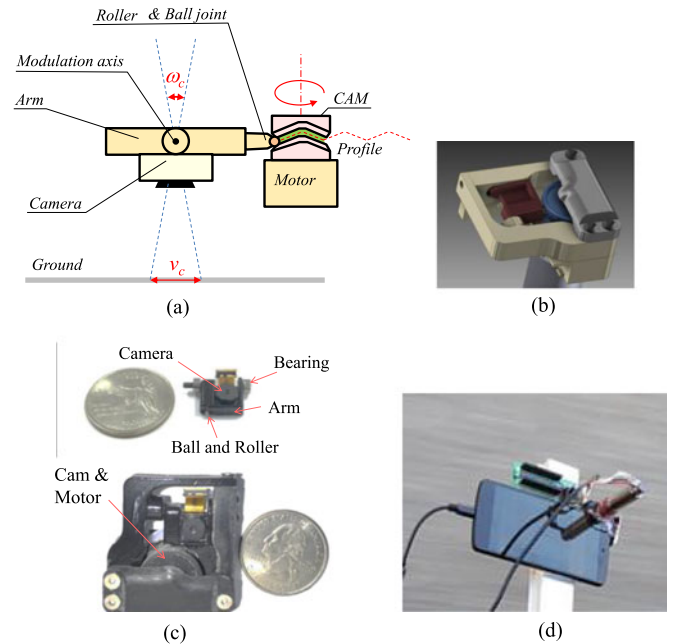 Roller & Ball joint
Modulation axis
ω_c
CAM
Arm
Profile
Motor
Camera
Ground
v_c
(a)
(b)
Camera
Bearing
Arm
Ball and Roller
Cam &
Motor
(c)
(d)